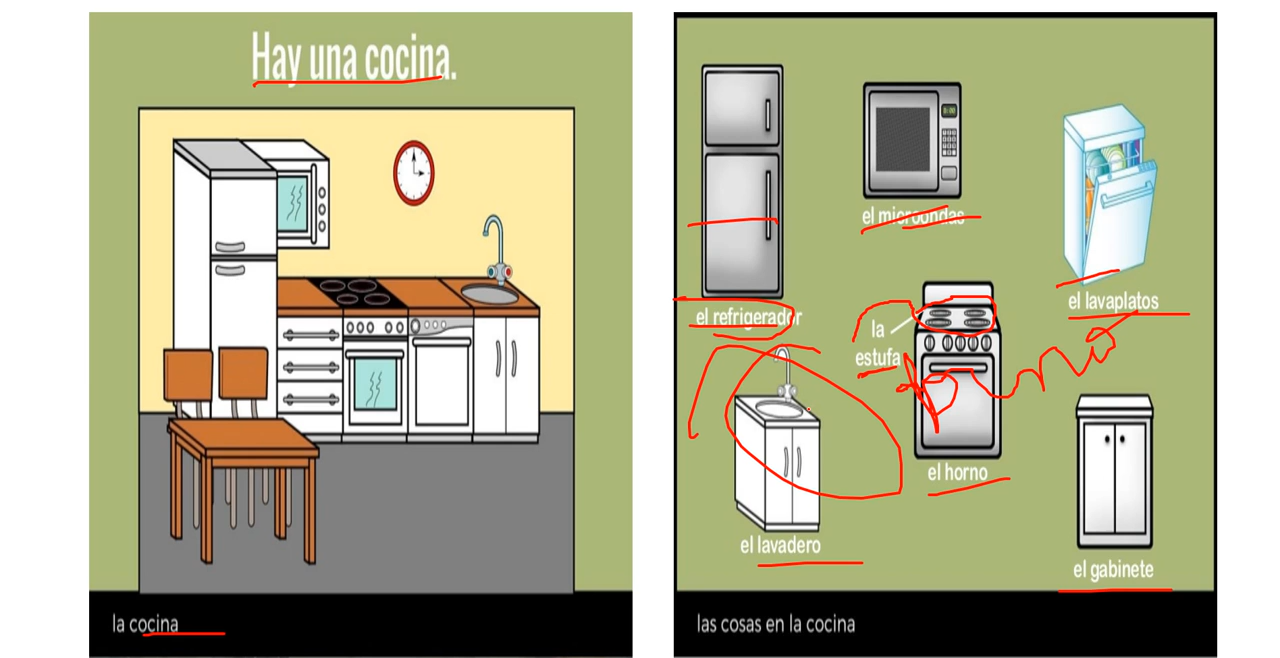 Hay una cocina.
la cocina
el microondas
el lavaplatos
el refrigerador
la
estufa
el horno
el lavadero
el gabinete
las cosas en la cocina